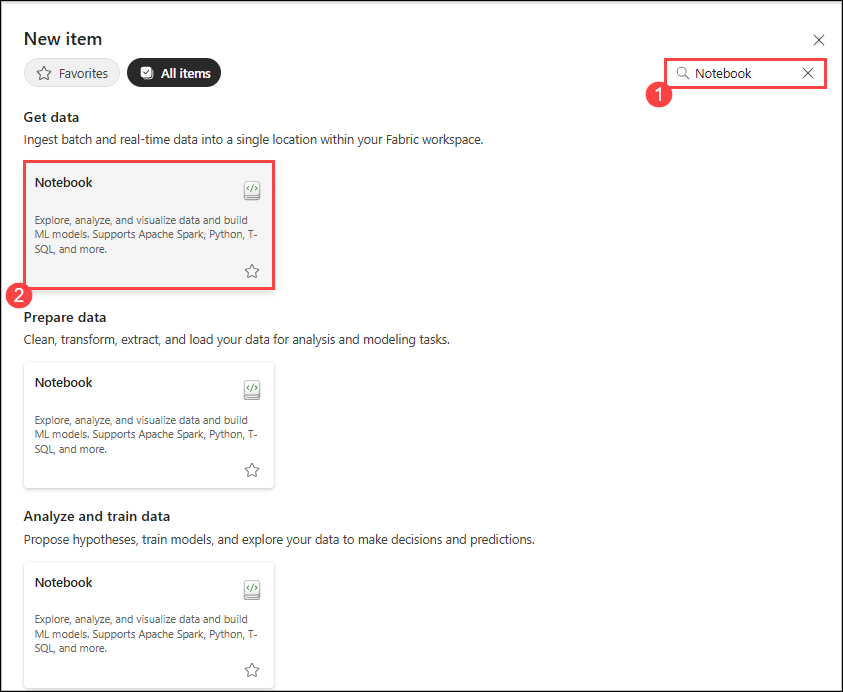 New item
Favorites
All items
Notebook
1
Get data
Ingest batch and real-time data into a single location within your Fabric workspace.
Notebook
Explore, analyze, and visualize data and build
ML models. Supports Apache Spark, Python, T-
SQL, and more.
2
Prepare data
Clean, transform, extract, and load your data for analysis and modeling tasks.
Notebook
Explore, analyze, and visualize data and build
ML models. Supports Apache Spark, Python, T-
SQL, and more.
Analyze and train data
Propose hypotheses, train models, and explore your data to make decisions and predictions.
Notebook
Explore, analyze, and visualize data and build
ML models. Supports Apache Spark, Python, T-
SQL, and more.